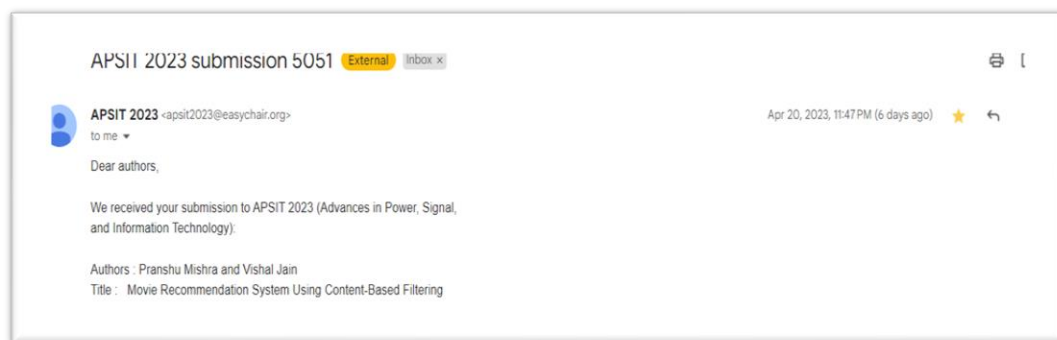 APSIT 2023 submission 5051 External Inbox ×
APSIT 2023 <apsit2023@easychair.org> Apr 20, 2023, 11:47 PM (6 days ago)
to me
Dear authors,
We received your submission to APSIT 2023 (Advances in Power, Signal,
and Information Technology):
Authors : Pranshu Mishra and Vishal Jain
Title : Movie Recommendation System Using Content-Based Filtering